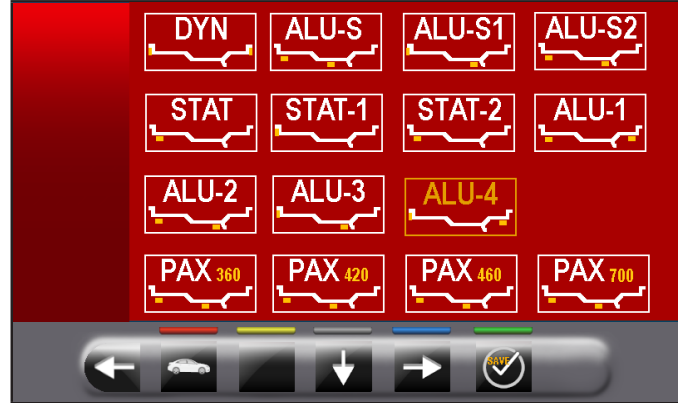 DYN ALU-S ALU-S1 ALU-S2
STAT STAT-1 STAT-2 ALU-1
ALU-2 ALU-3 ALU-4
PAX 360 PAX 420 PAX 460 PAX 700
SAVE